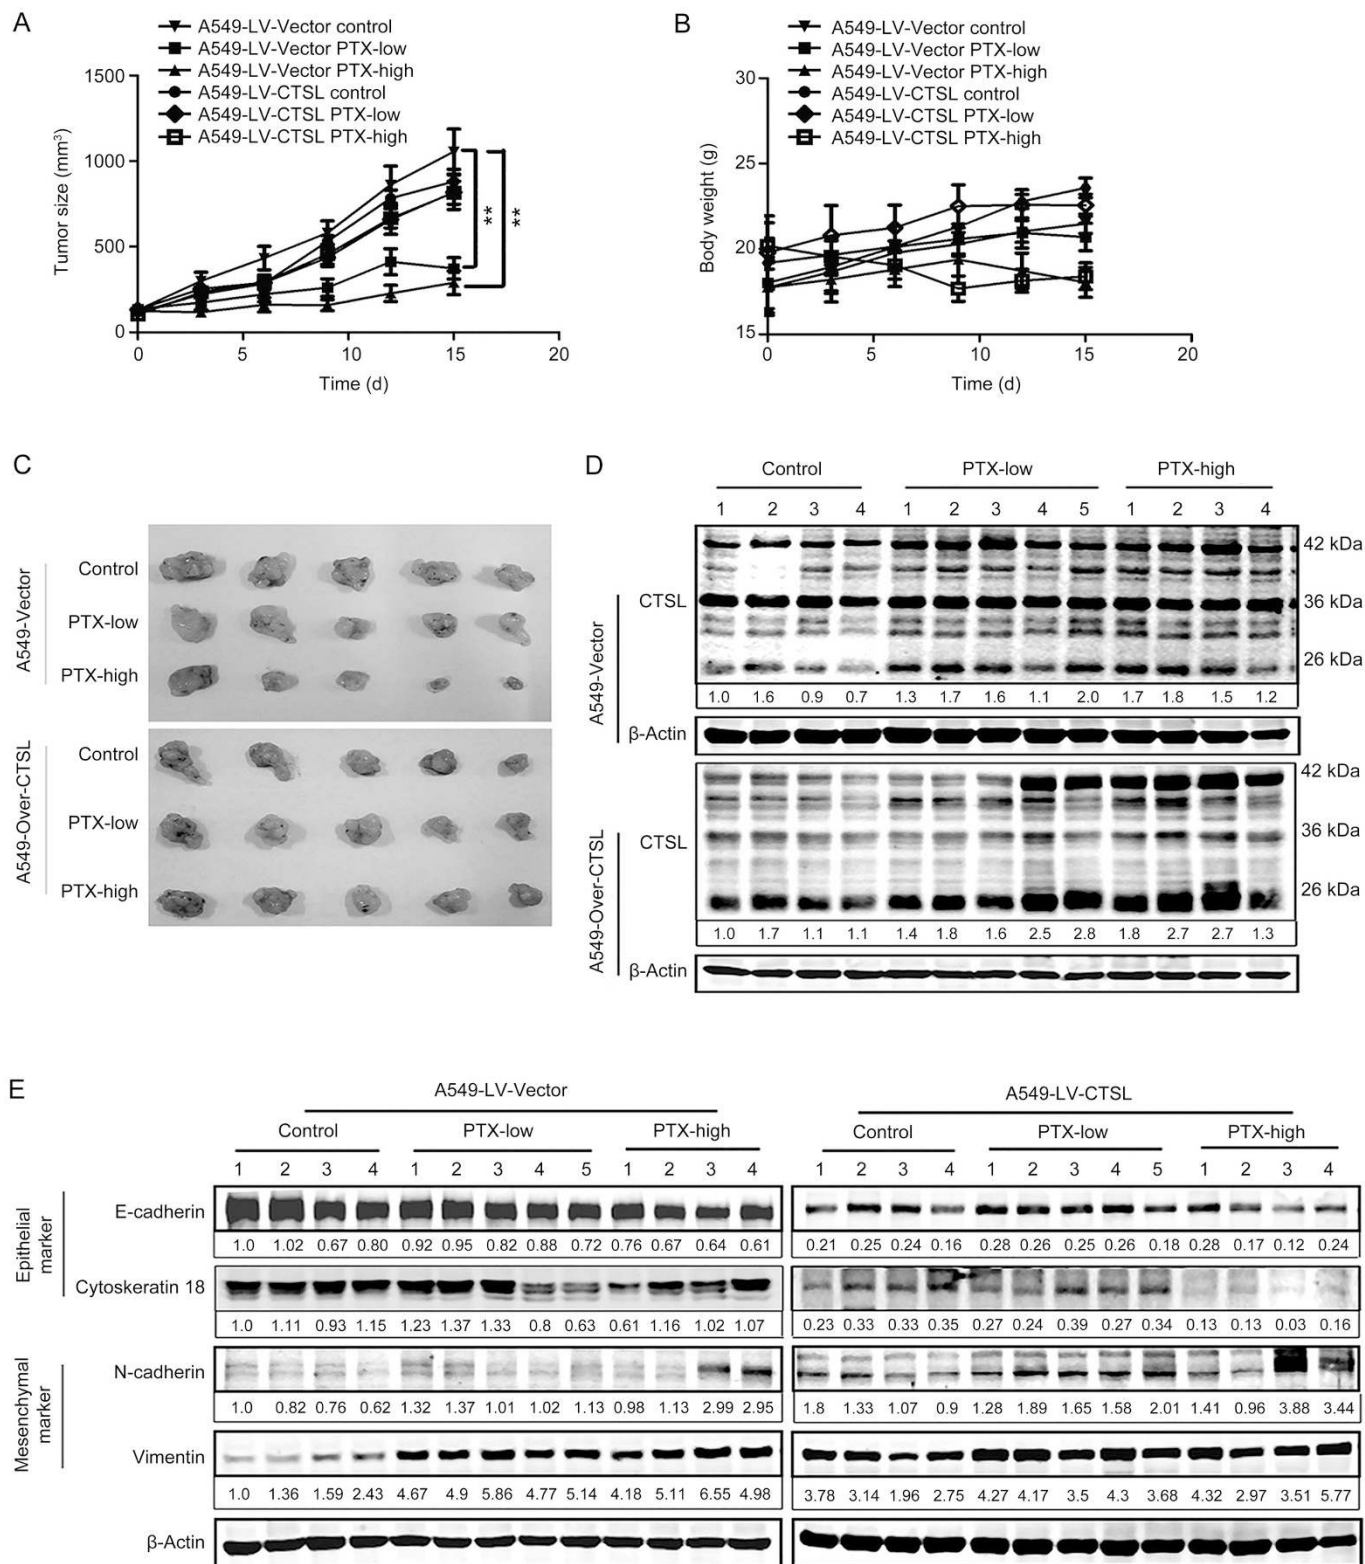 A
A549-LV-Vector control
A549-LV-Vector PTX-low
A549-LV-Vector PTX-high
A549-LV-CTSL control
A549-LV-CTSL PTX-low
A549-LV-CTSL PTX-high
Tumor size (mm³)
1500
1000
500
0
0 5 10 15 20
Time (d)
**
**
B
A549-LV-Vector control
A549-LV-Vector PTX-low
A549-LV-Vector PTX-high
A549-LV-CTSL control
A549-LV-CTSL PTX-low
A549-LV-CTSL PTX-high
Body weight (g)
30
25
20
15
0 5 10 15 20
Time (d)
C
A549-Vector
Control
PTX-low
PTX-high
A549-Over-CTSL
Control
PTX-low
PTX-high
D
Control PTX-low PTX-high
1 2 3 4 1 2 3 4 5 1 2 3 4
A549-Vector
CTSL
42 kDa
36 kDa
26 kDa
1.0 1.6 0.9 0.7 1.3 1.7 1.6 1.1 2.0 1.7 1.8 1.5 1.2
β-Actin
A549-Over-CTSL
CTSL
42 kDa
36 kDa
26 kDa
1.0 1.7 1.1 1.1 1.4 1.8 1.6 2.5 2.8 1.8 2.7 2.7 1.3
β-Actin
E
A549-LV-Vector A549-LV-CTSL
Control PTX-low PTX-high Control PTX-low PTX-high
1 2 3 4 1 2 3 4 5 1 2 3 4 1 2 3 4 1 2 3 4 5 1 2 3 4
Epithelial
marker
E-cadherin
1.0 1.02 0.67 0.80 0.92 0.95 0.82 0.88 0.72 0.76 0.67 0.64 0.61 0.21 0.25 0.24 0.16 0.28 0.26 0.25 0.26 0.18 0.28 0.17 0.12 0.24
Cytoskeratin 18
1.0 1.11 0.93 1.15 1.23 1.37 1.33 0.8 0.63 0.61 1.16 1.02 1.07 0.23 0.33 0.33 0.35 0.27 0.24 0.39 0.27 0.34 0.13 0.13 0.03 0.16
Mesenchymal
marker
N-cadherin
1.0 0.82 0.76 0.62 1.32 1.37 1.01 1.02 1.13 0.98 1.13 2.99 2.95 1.8 1.33 1.07 0.9 1.28 1.89 1.65 1.58 2.01 1.41 0.96 3.88 3.44
Vimentin
1.0 1.36 1.59 2.43 4.67 4.9 5.86 4.77 5.14 4.18 5.11 6.55 4.98 3.78 3.14 1.96 2.75 4.27 4.17 3.5 4.3 3.68 4.32 2.97 3.51 5.77
β-Actin